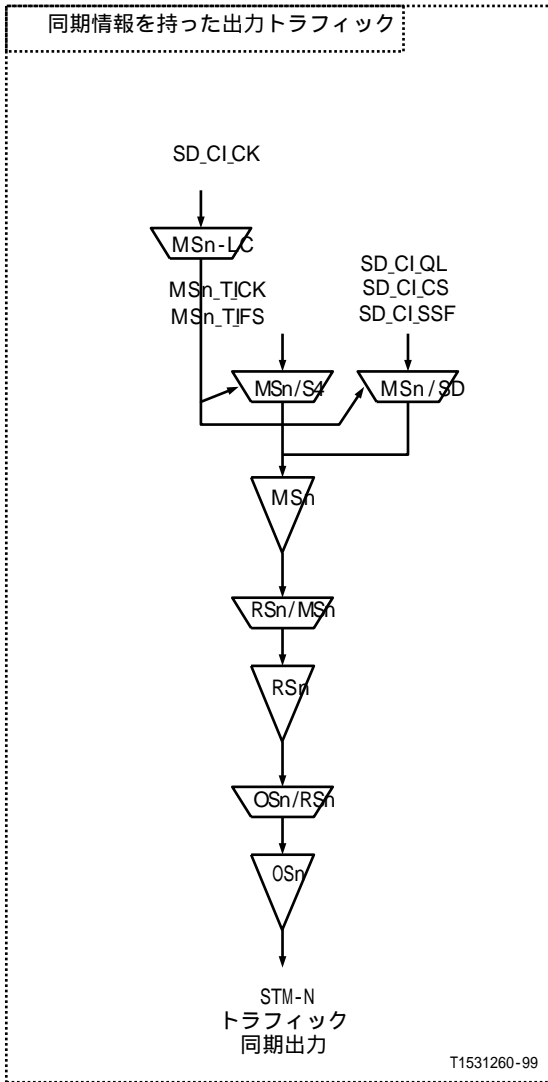 同期情報を持った出力トラフィック
SD_CI_CK
MSn-LC
MSn_TICK
MSn_TIFS
SD_CI_QL
SD_CI_CS
SD_CI_SSF
MSn/S4
MSn/SD
MSn
RSn/MSn
RSn
OSn/RSn
OSn
STM-N
トラフィック
同期出力
T1531260-99